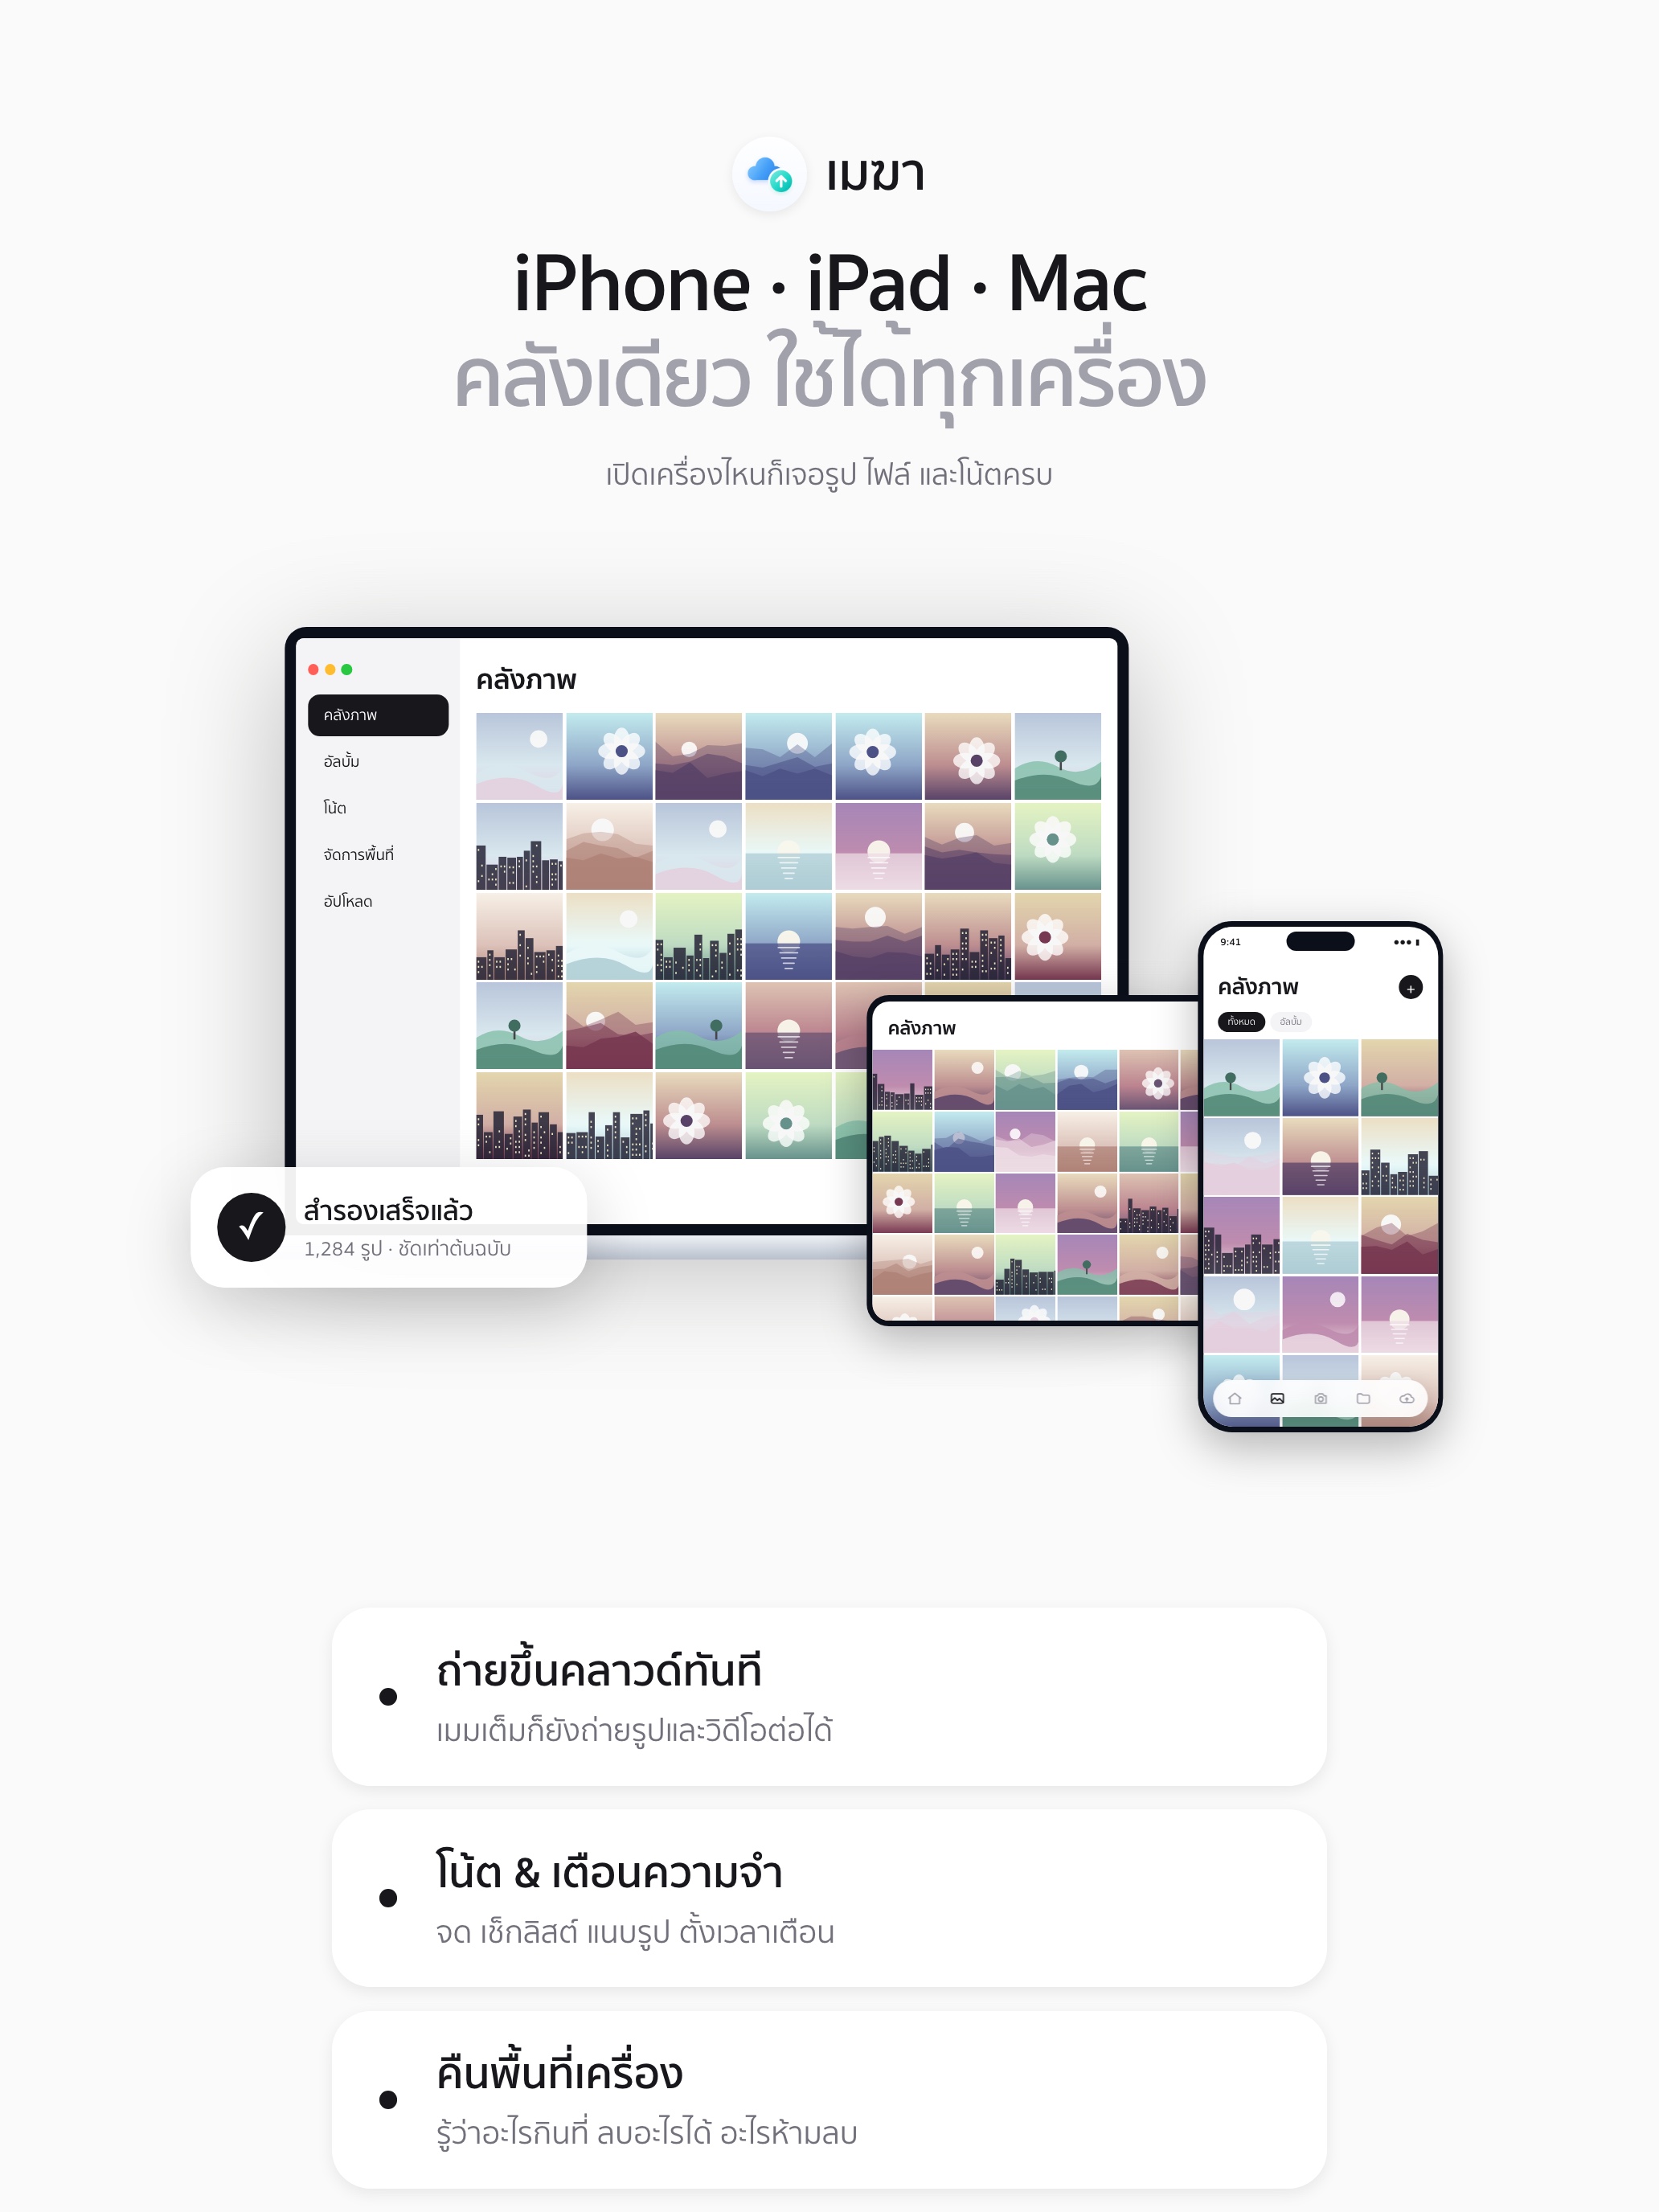 เมฆา
iPhone · iPad · Mac
คลังเดียว ใช้ได้ทุกเครื่อง
เปิดเครื่องไหนก็เจอรูป ไฟล์ และโน้ตครบ
คลังภาพ
อัลบั้ม
โน้ต
จัดการพื้นที่
อัปโหลด
คลังภาพ
คลังภาพ
9:41
คลังภาพ
+
ทั้งหมด
อัลบั้ม
สำรองเสร็จแล้ว
1,284 รูป · ชัดเท่าต้นฉบับ
ถ่ายขึ้นคลาวด์ทันที
เมมเต็มก็ยังถ่ายรูปและวิดีโอต่อได้
โน้ต & เตือนความจำ
จด เช็กลิสต์ แนบรูป ตั้งเวลาเตือน
คืนพื้นที่เครื่อง
รู้ว่าอะไรกินที่ ลบอะไรได้ อะไรห้ามลบ